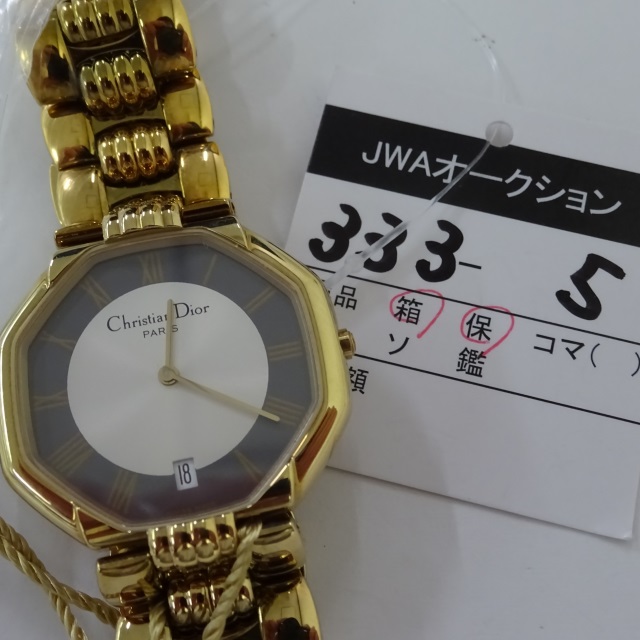 Christian Dior
PARIS
18
JWAオークション
333-5
品 箱 保 コマ( )
ソ 鑑
額